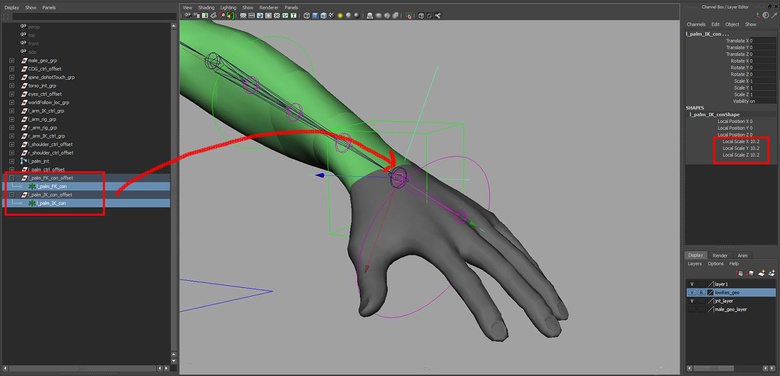 Display Show Panels
persp
top
front
side
male_geo_grp
COG_ctrl_offset
spine_doNotTouch_grp
torso_jnt_grp
eyes_ctrl_offset
worldFollow_loc_grp
l_arm_IK_ctrl_grp
l_arm_rig_grp
r_arm_rig_grp
r_arm_IK_ctrl_grp
l_shoulder_ctrl_offset
r_shoulder_ctrl_offset
l_palm_jnt
l_palm_ctrl_offset
l_palm_FK_con_offset
l_palm_FK_con
l_palm_IK_con_offset
l_palm_IK_con
View Shading Lighting Show Renderer Panels
Channel Box / Layer Editor
Channels Edit Object Show
l_palm_IK_con...
Translate X 0
Translate Y 0
Translate Z 0
Rotate X 0
Rotate Y 0
Rotate Z 0
Scale X 1
Scale Y 1
Scale Z 1
Visibility on
SHAPES
l_palm_IK_conShape
Local Position X 0
Local Position Y 0
Local Position Z 0
Local Scale X 10.2
Local Scale Y 10.2
Local Scale Z 10.2
Display Render Anim
Layers Options Help
V layer1
V R lowRes_geo
V jnt_layer
male_geo_layer